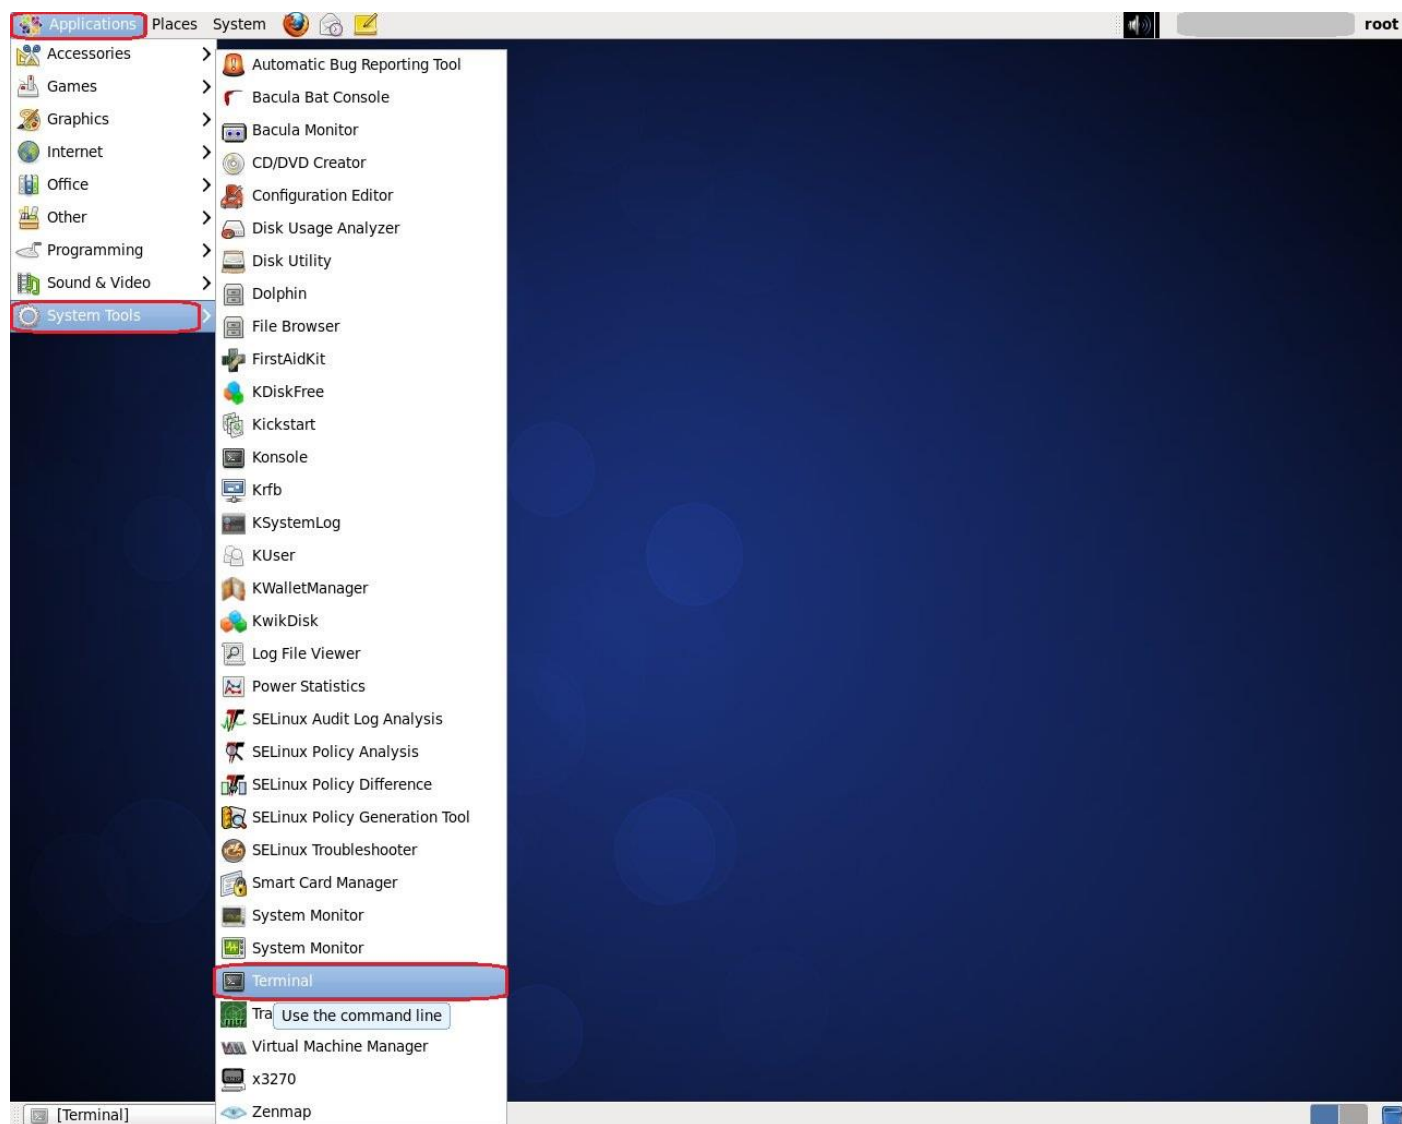 Applications Places System root
Accessories
Games
Graphics
Internet
Office
Other
Programming
Sound & Video
System Tools
Automatic Bug Reporting Tool
Bacula Bat Console
Bacula Monitor
CD/DVD Creator
Configuration Editor
Disk Usage Analyzer
Disk Utility
Dolphin
File Browser
FirstAidKit
KDiskFree
Kickstart
Konsole
Krfb
KSystemLog
KUser
KWalletManager
KwikDisk
Log File Viewer
Power Statistics
SELinux Audit Log Analysis
SELinux Policy Analysis
SELinux Policy Difference
SELinux Policy Generation Tool
SELinux Troubleshooter
Smart Card Manager
System Monitor
System Monitor
Terminal
Tra
Use the command line
Virtual Machine Manager
x3270
Zenmap
[Terminal]